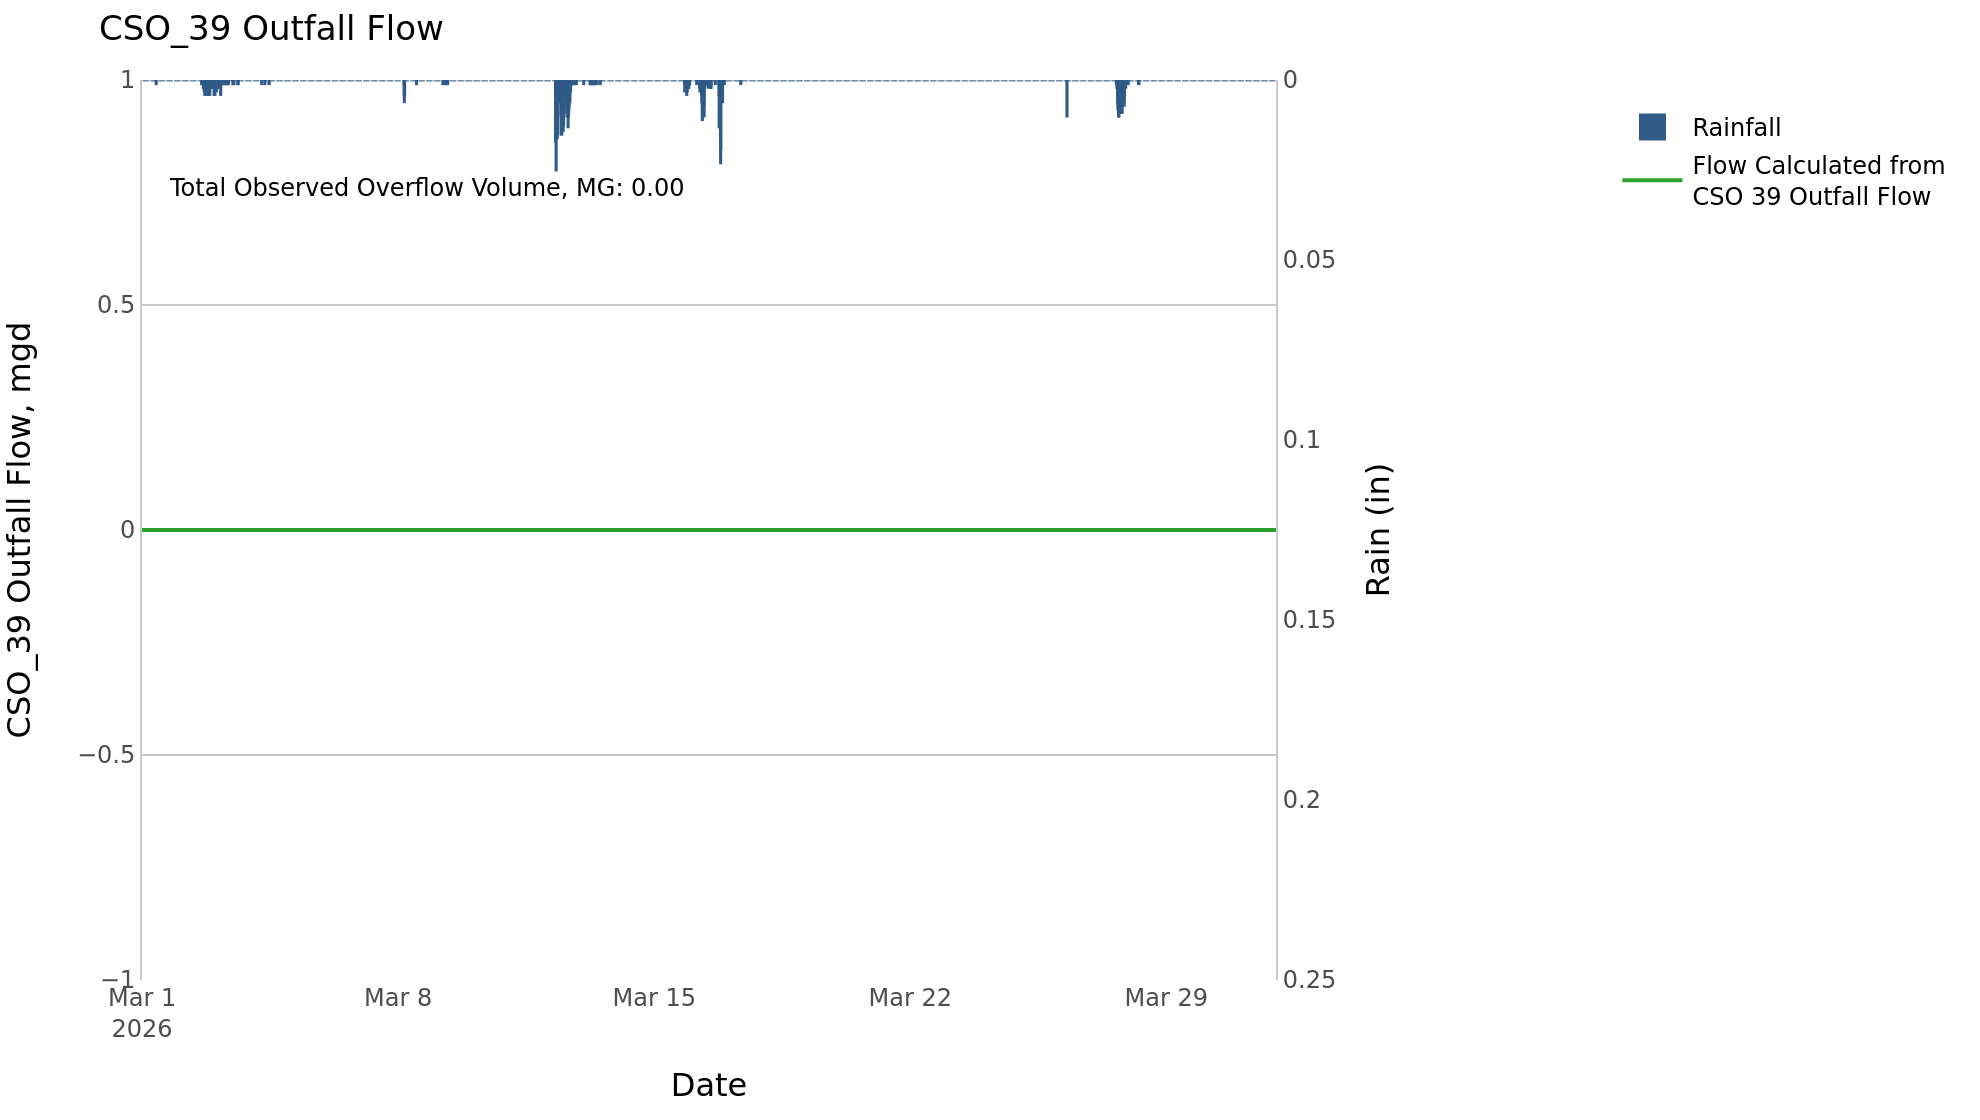 CSO_39 Outfall Flow
1
0.5
0
−0.5
−1
CSO_39 Outfall Flow, mgd
Total Observed Overflow Volume, MG: 0.00
0
0.05
0.1
0.15
0.2
0.25
Rain (in)
Rainfall
Flow Calculated from
CSO 39 Outfall Flow
Mar 1
2026
Mar 8
Mar 15
Mar 22
Mar 29
Date